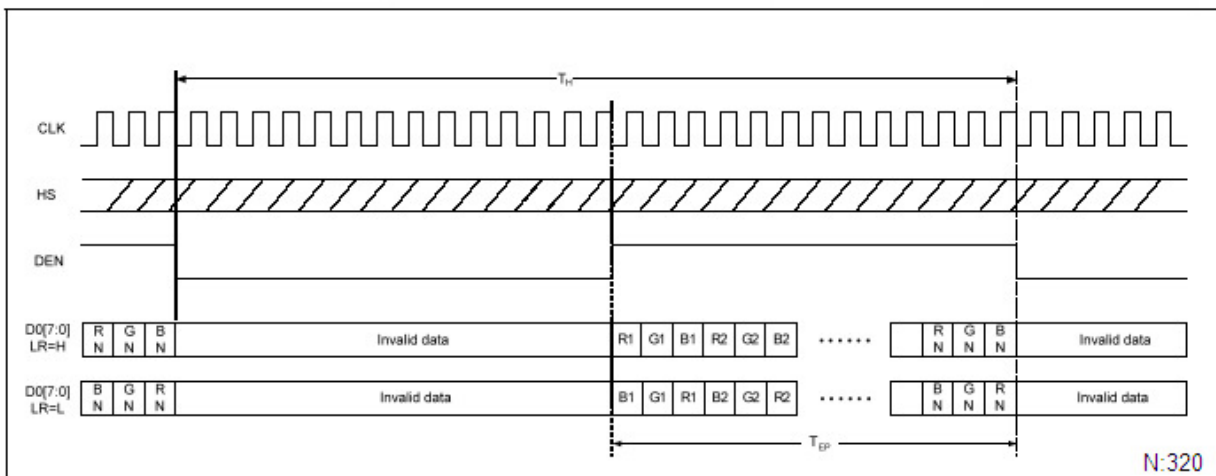 TH
CLK
HS
DEN
D0[7:0] LR=H
R N G N B N Invalid data R1 G1 B1 R2 G2 B2 ...... R N G N B N Invalid data
D0[7:0] LR=L
B N G N R N Invalid data B1 G1 R1 B2 G2 R2 ...... B N G N R N Invalid data
TEP
N:320